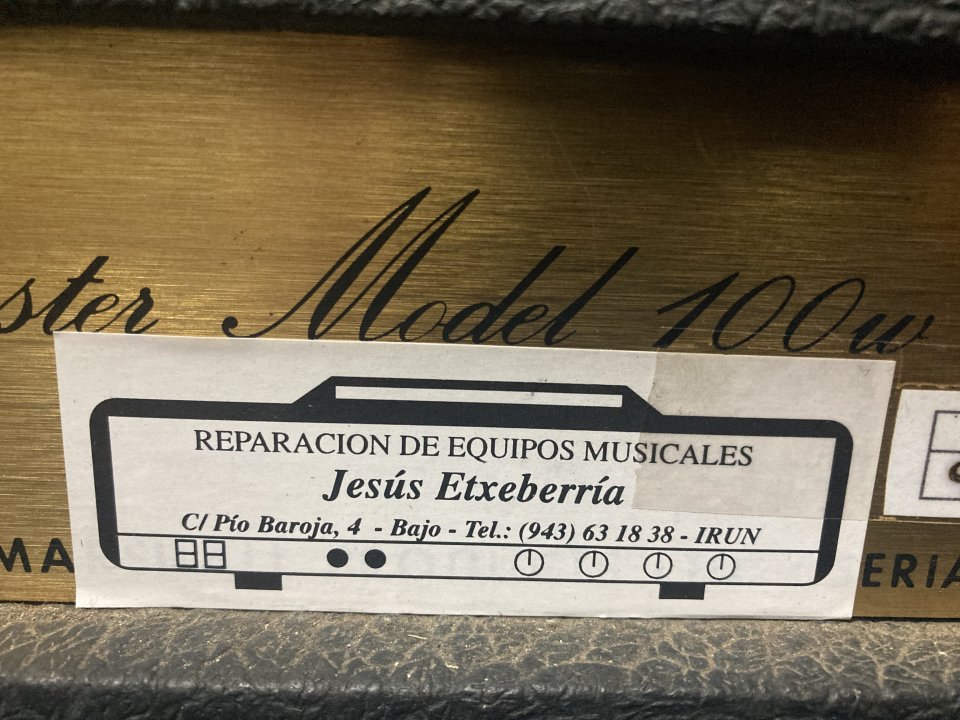 ster Model 100w
REPARACION DE EQUIPOS MUSICALES
Jesús Etxeberría
C/ Pío Baroja, 4 - Bajo - Tel.: (943) 63 18 38 - IRUN
MA ERIA